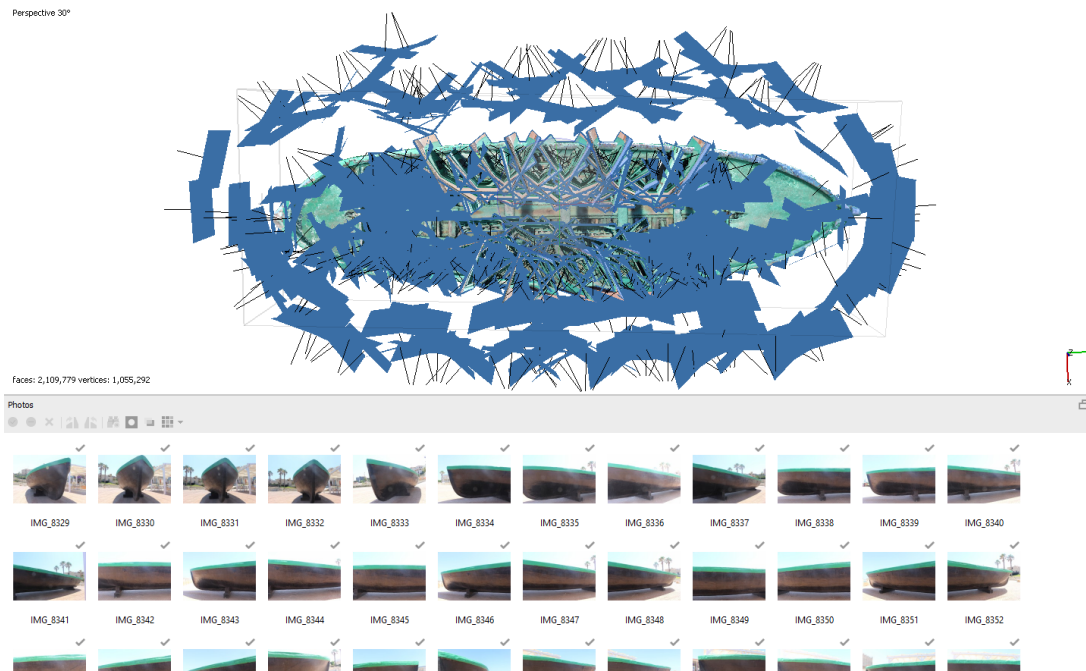 Perspective 30°
Z
X
faces: 2,109,779 vertices: 1,055,292
Photos
IMG_8329 IMG_8330 IMG_8331 IMG_8332 IMG_8333 IMG_8334 IMG_8335 IMG_8336 IMG_8337 IMG_8338 IMG_8339 IMG_8340
IMG_8341 IMG_8342 IMG_8343 IMG_8344 IMG_8345 IMG_8346 IMG_8347 IMG_8348 IMG_8349 IMG_8350 IMG_8351 IMG_8352